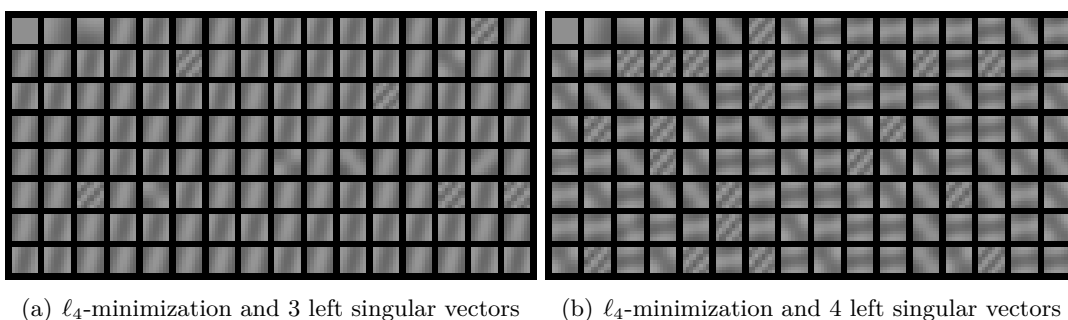 (a) ℓ₄-minimization and 3 left singular vectors
(b) ℓ₄-minimization and 4 left singular vectors